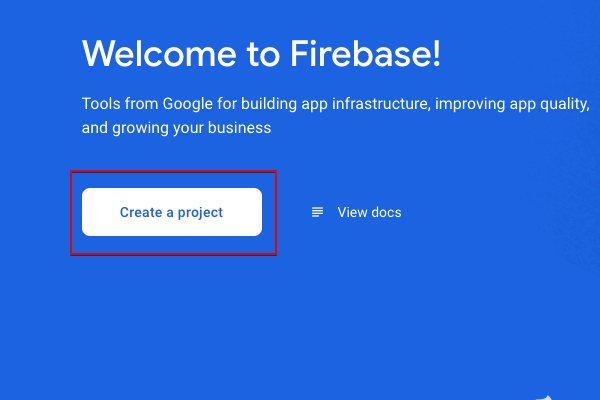 Welcome to Firebase!
Tools from Google for building app infrastructure, improving app quality,
and growing your business
Create a project
View docs